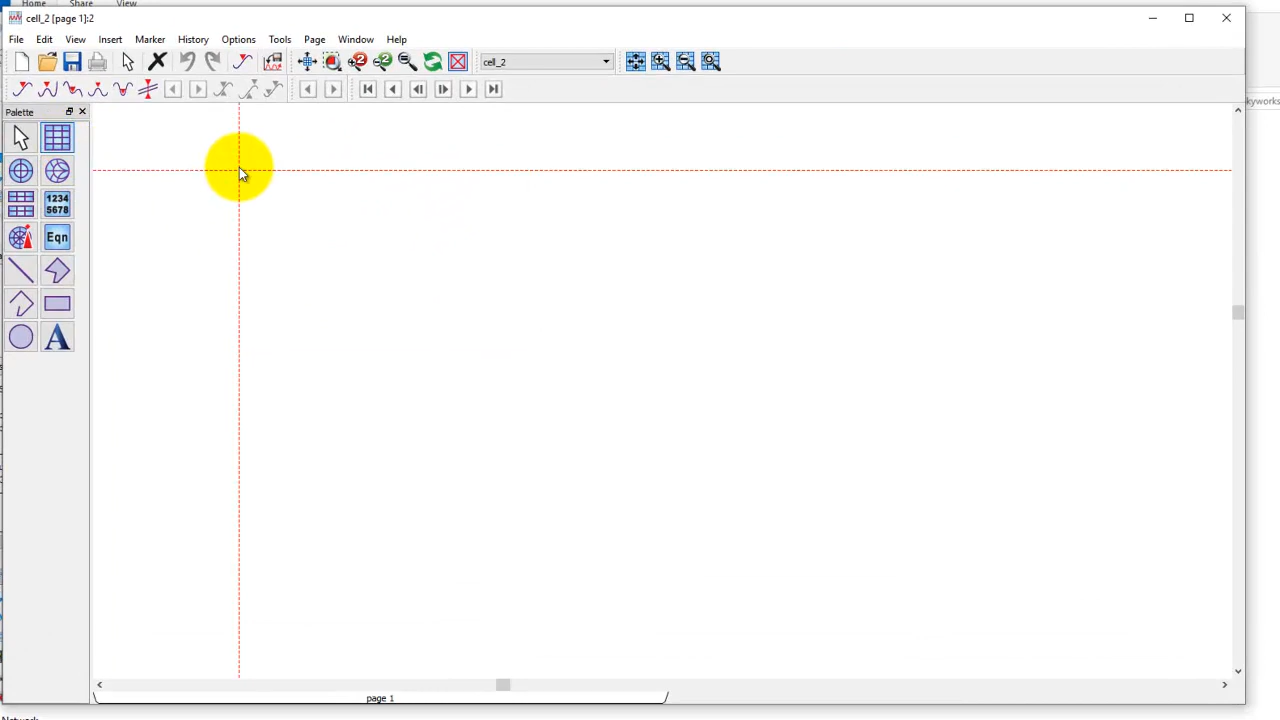 Home Share View
cell_2 [page 1]:2
File Edit View Insert Marker History Options Tools Page Window Help
cell_2
kyworks
Palette
1234
5678
Eqn
A
page 1